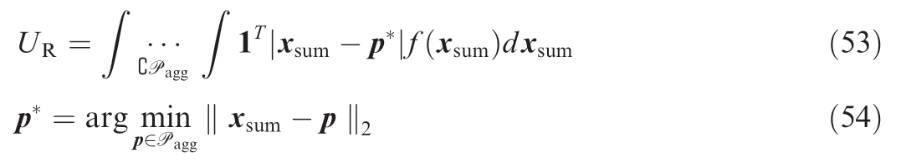 U_R = ∫ ⋯ ∫_{∁𝒫_agg} 1^T |x_sum − p*| f(x_sum) dx_sum (53)
p* = arg min_{p∈𝒫_agg} ‖ x_sum − p ‖_2 (54)